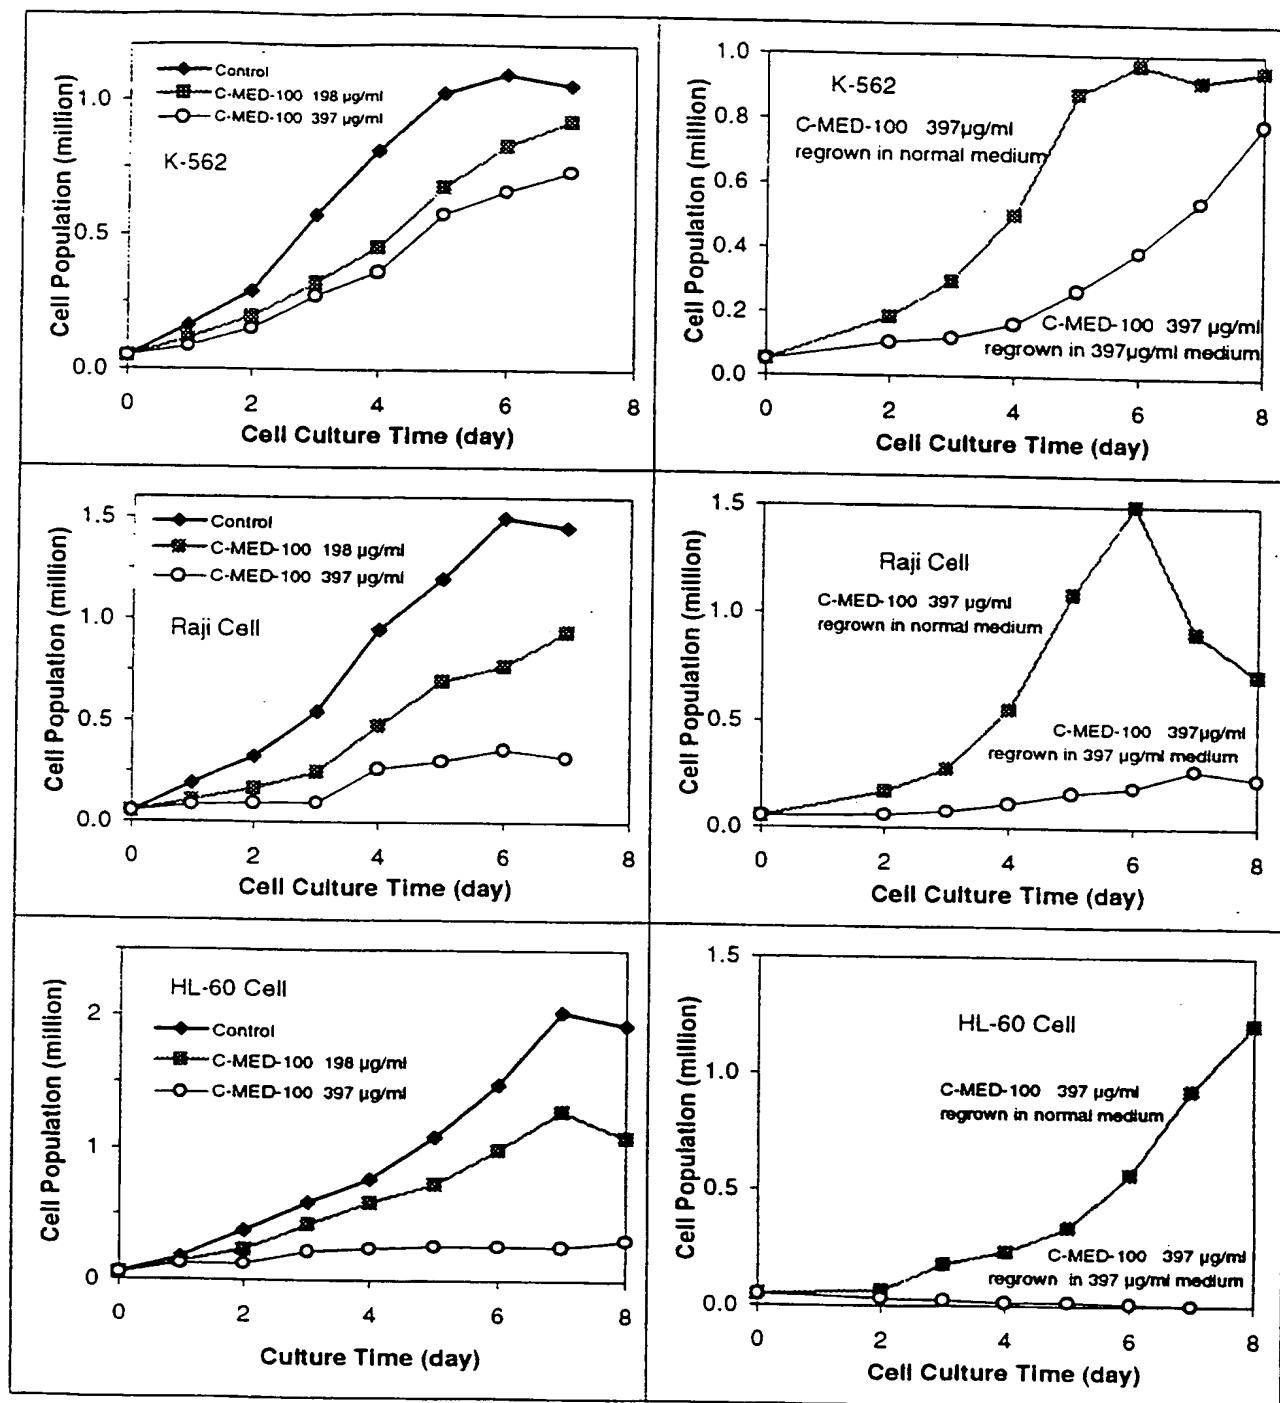 Control
C-MED-100 198 µg/ml
C-MED-100 397 µg/ml
K-562
Cell Population (million)
1.0
0.5
0.0
0 2 4 6 8
Cell Culture Time (day)
K-562
C-MED-100 397µg/ml
regrown in normal medium
C-MED-100 397 µg/ml
regrown in 397µg/ml medium
Cell Population (million)
1.0
0.8
0.6
0.4
0.2
0.0
0 2 4 6 8
Cell Culture Time (day)
Control
C-MED-100 198 µg/ml
C-MED-100 397 µg/ml
Raji Cell
Cell Population (million)
1.5
1.0
0.5
0.0
0 2 4 6 8
Cell Culture Time (day)
Raji Cell
C-MED-100 397 µg/ml
regrown in normal medium
C-MED-100 397µg/ml
regrown in 397 µg/ml medium
Cell Population (million)
1.5
1.0
0.5
0.0
0 2 4 6 8
Cell Culture Time (day)
HL-60 Cell
Control
C-MED-100 198 µg/ml
C-MED-100 397 µg/ml
Cell Population (million)
2
1
0
0 2 4 6 8
Culture Time (day)
HL-60 Cell
C-MED-100 397 µg/ml
regrown in normal medium
C-MED-100 397 µg/ml
regrown in 397 µg/ml medium
Cell Population (million)
1.5
1.0
0.5
0.0
0 2 4 6 8
Cell Culture Time (day)